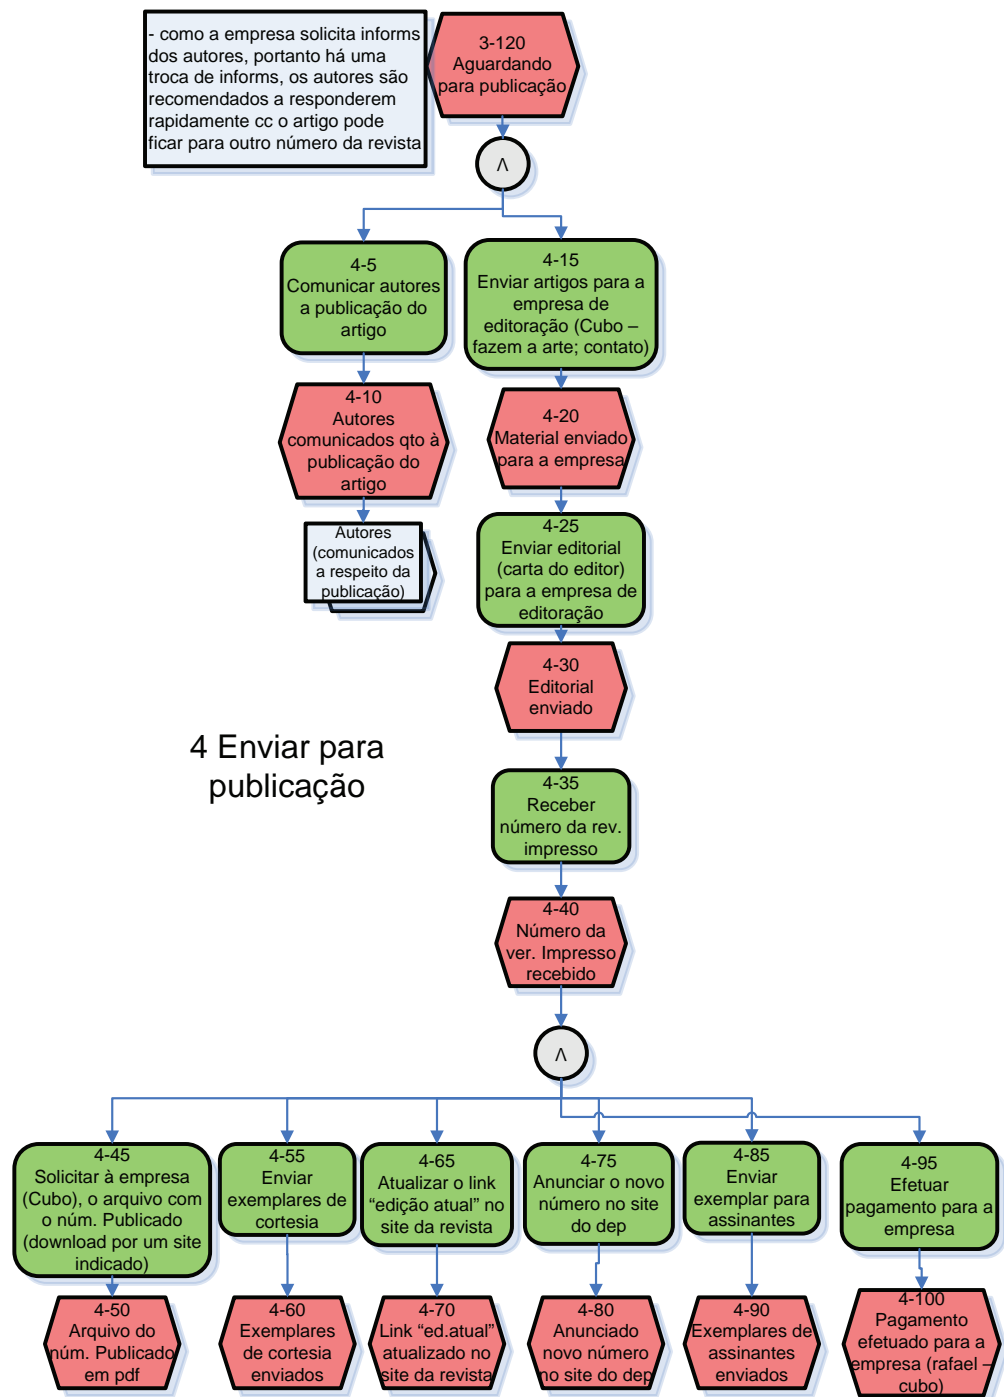 - como a empresa solicita informs
dos autores, portanto há uma
troca de informs, os autores são
recomendados a responderem
rapidamente cc o artigo pode
ficar para outro número da revista
3-120
Aguardando
para publicação
Λ
4-5
Comunicar autores
a publicação do
artigo
4-15
Enviar artigos para a
empresa de
editoração (Cubo –
fazem a arte; contato)
4-10
Autores
comunicados qto à
publicação do
artigo
4-20
Material enviado
para a empresa
Autores
(comunicados
a respeito da
publicação)
4-25
Enviar editorial
(carta do editor)
para a empresa de
editoração
4-30
Editorial
enviado
4 Enviar para
publicação
4-35
Receber
número da rev.
impresso
4-40
Número da
ver. Impresso
recebido
Λ
4-45
Solicitar à empresa
(Cubo), o arquivo com
o núm. Publicado
(download por um site
indicado)
4-55
Enviar
exemplares de
cortesia
4-65
Atualizar o link
“edição atual” no
site da revista
4-75
Anunciar o novo
número no site
do dep
4-85
Enviar
exemplar para
assinantes
4-95
Efetuar
pagamento para a
empresa
4-50
Arquivo do
núm. Publicado
em pdf
4-60
Exemplares
de cortesia
enviados
4-70
Link “ed.atual”
atualizado no
site da revista
4-80
Anunciado
novo número
no site do dep
4-90
Exemplares de
assinantes
enviados
4-100
Pagamento
efetuado para a
empresa (rafael –
cubo)